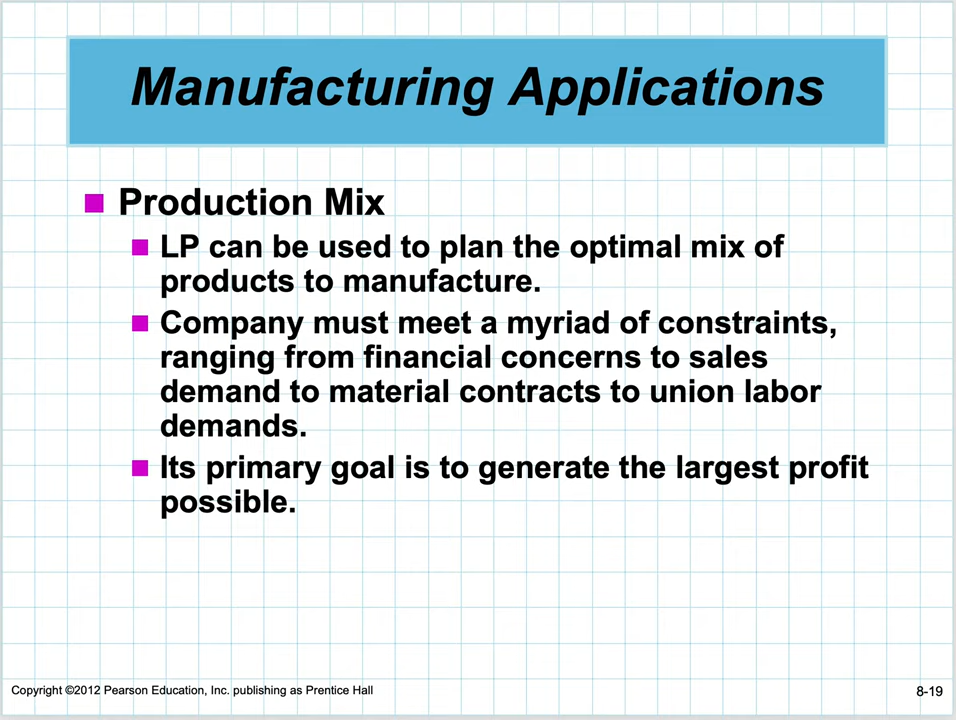 Manufacturing Applications
Production Mix
LP can be used to plan the optimal mix of
products to manufacture.
Company must meet a myriad of constraints,
ranging from financial concerns to sales
demand to material contracts to union labor
demands.
Its primary goal is to generate the largest profit
possible.
Copyright ©2012 Pearson Education, Inc. publishing as Prentice Hall
8-19